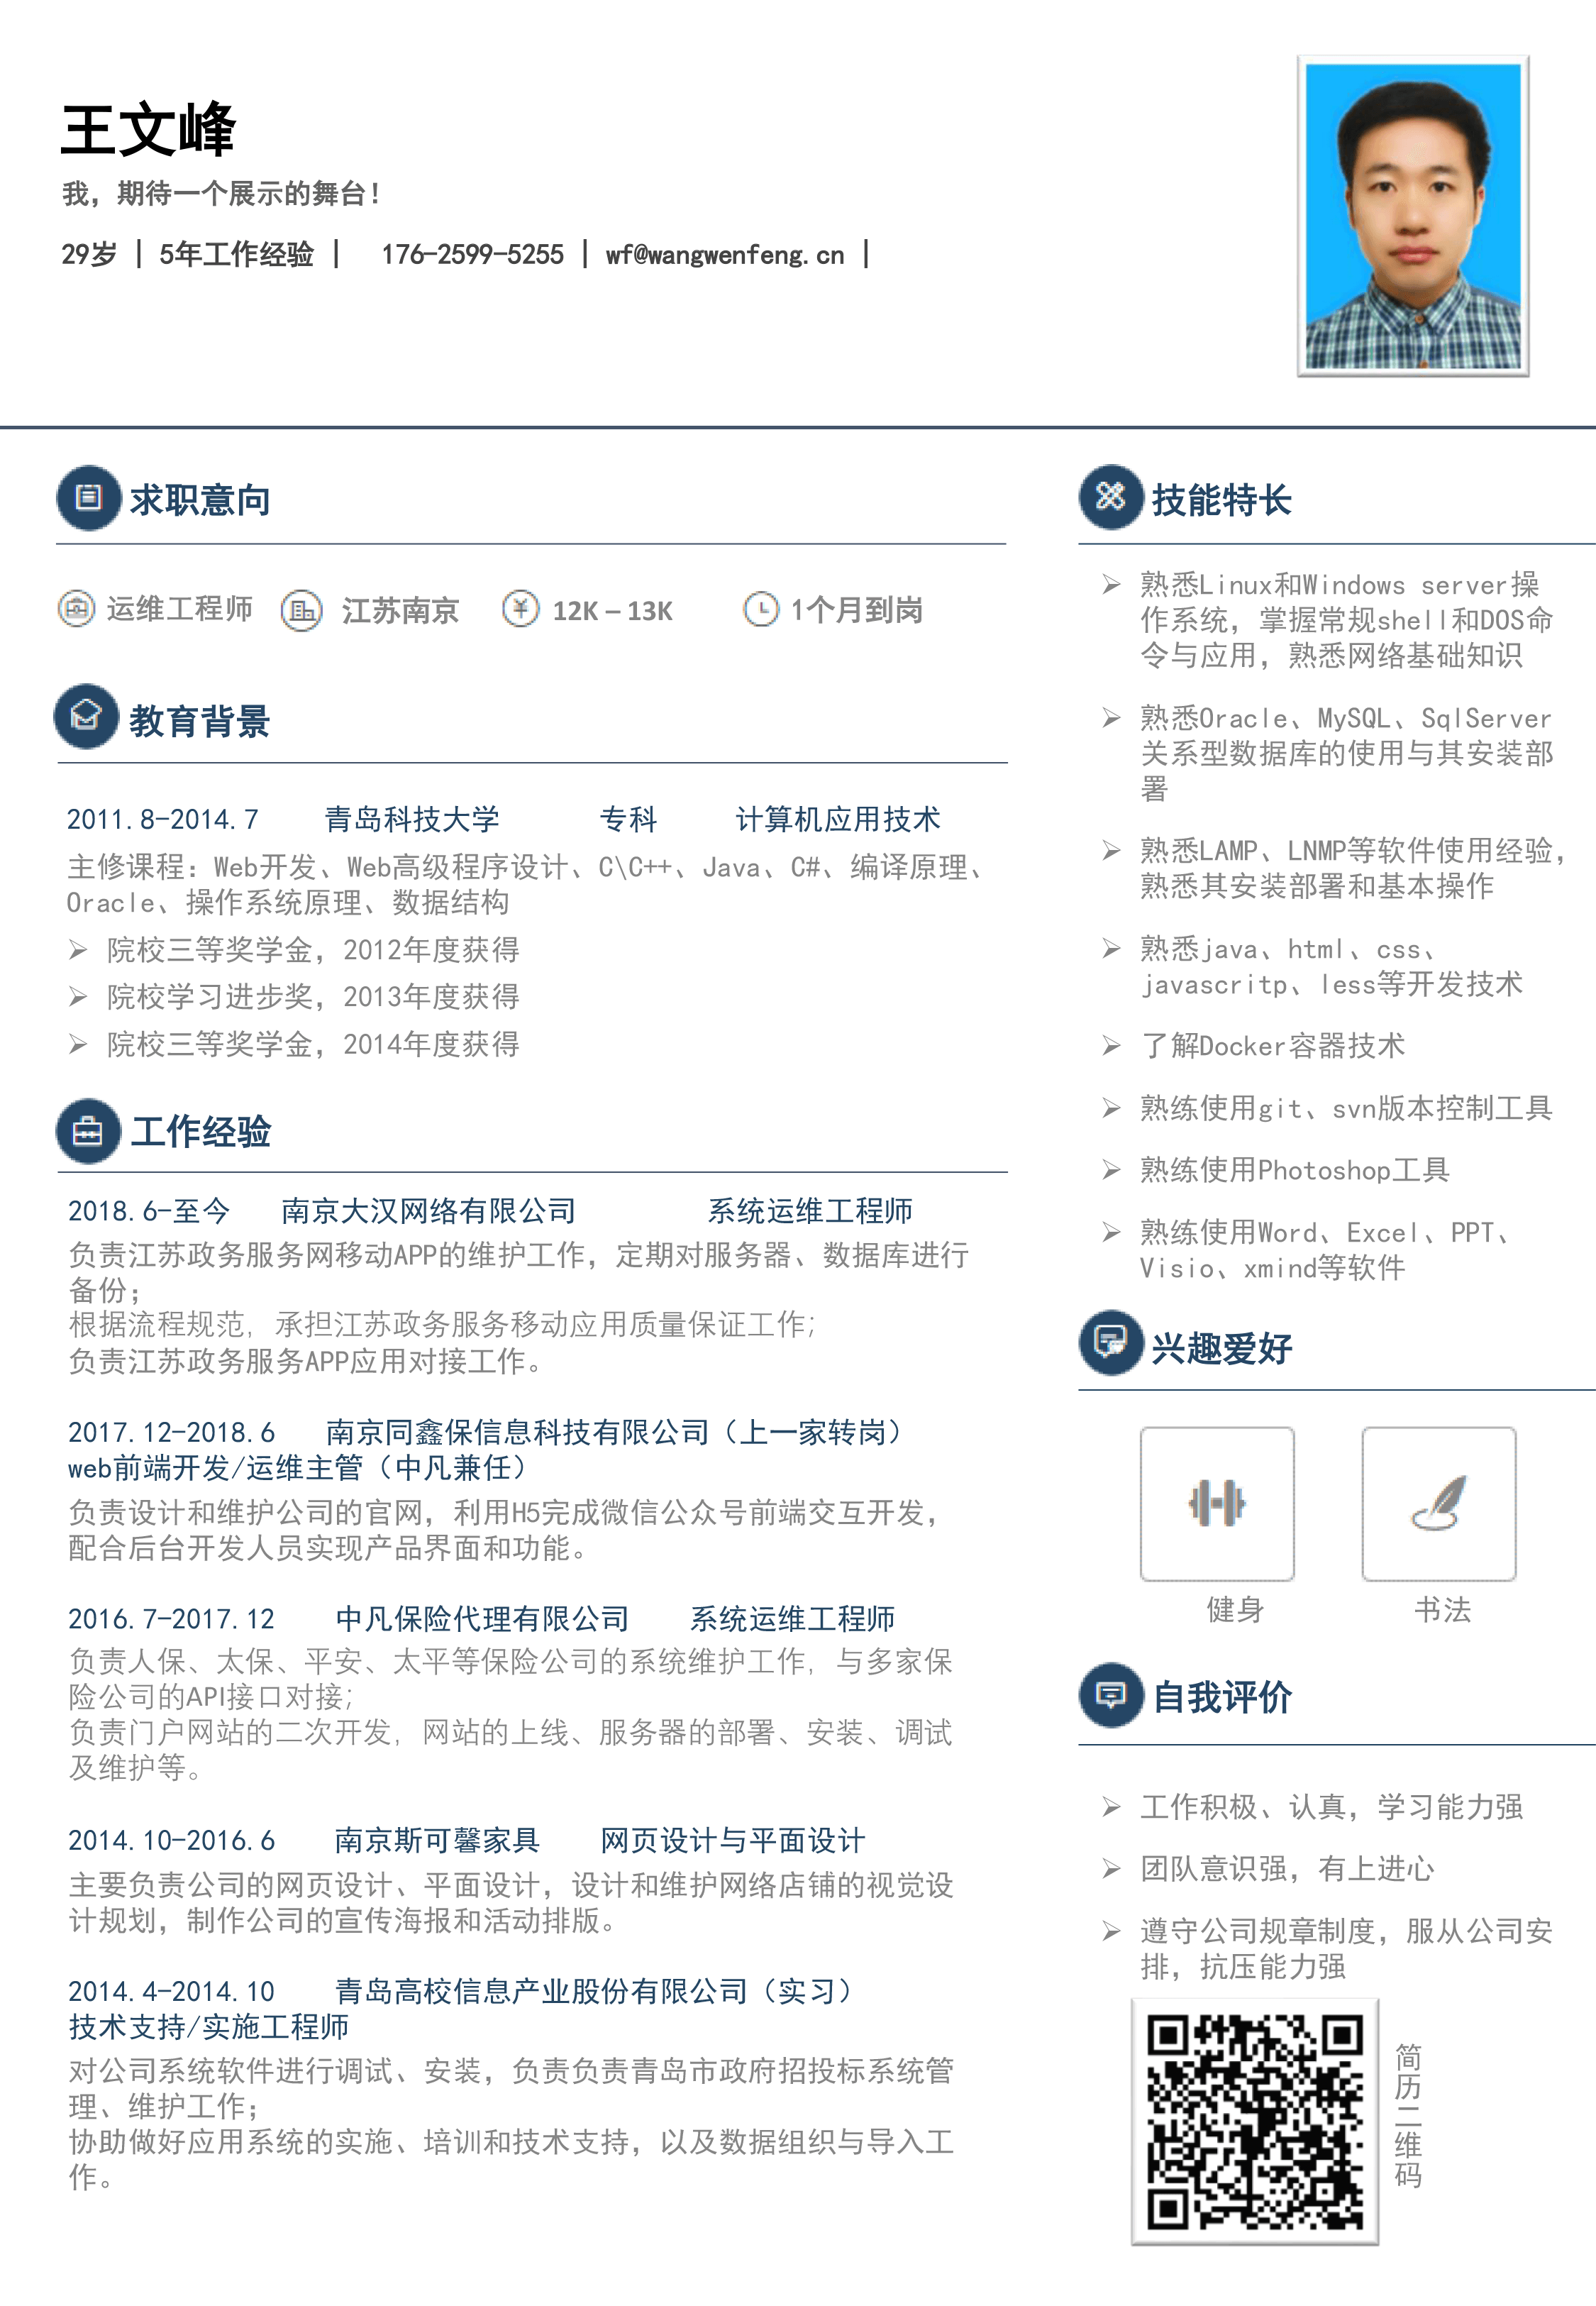 王文峰
我，期待一个展示的舞台！
29岁 | 5年工作经验 | 176-2599-5255 | wf@wangwenfeng.cn |
求职意向
运维工程师 江苏南京 12K – 13K 1个月到岗
教育背景
2011.8-2014.7 青岛科技大学 专科 计算机应用技术
主修课程：Web开发、Web高级程序设计、C\C++、Java、C#、编译原理、
Oracle、操作系统原理、数据结构
➢ 院校三等奖学金，2012年度获得
➢ 院校学习进步奖，2013年度获得
➢ 院校三等奖学金，2014年度获得
工作经验
2018.6-至今 南京大汉网络有限公司 系统运维工程师
负责江苏政务服务网移动APP的维护工作，定期对服务器、数据库进行
备份；
根据流程规范，承担江苏政务服务移动应用质量保证工作；
负责江苏政务服务APP应用对接工作。
2017.12-2018.6 南京同鑫保信息科技有限公司（上一家转岗）
web前端开发/运维主管（中凡兼任）
负责设计和维护公司的官网，利用H5完成微信公众号前端交互开发，
配合后台开发人员实现产品界面和功能。
2016.7-2017.12 中凡保险代理有限公司 系统运维工程师
负责人保、太保、平安、太平等保险公司的系统维护工作，与多家保
险公司的API接口对接；
负责门户网站的二次开发，网站的上线、服务器的部署、安装、调试
及维护等。
2014.10-2016.6 南京斯可馨家具 网页设计与平面设计
主要负责公司的网页设计、平面设计，设计和维护网络店铺的视觉设
计规划，制作公司的宣传海报和活动排版。
2014.4-2014.10 青岛高校信息产业股份有限公司（实习）
技术支持/实施工程师
对公司系统软件进行调试、安装，负责负责青岛市政府招投标系统管
理、维护工作；
协助做好应用系统的实施、培训和技术支持，以及数据组织与导入工
作。
技能特长
➢ 熟悉Linux和Windows server操
作系统，掌握常规shell和DOS命
令与应用，熟悉网络基础知识
➢ 熟悉Oracle、MySQL、SqlServer
关系型数据库的使用与其安装部
署
➢ 熟悉LAMP、LNMP等软件使用经验，
熟悉其安装部署和基本操作
➢ 熟悉java、html、css、
javascritp、less等开发技术
➢ 了解Docker容器技术
➢ 熟练使用git、svn版本控制工具
➢ 熟练使用Photoshop工具
➢ 熟练使用Word、Excel、PPT、
Visio、xmind等软件
兴趣爱好
健身 书法
自我评价
➢ 工作积极、认真，学习能力强
➢ 团队意识强，有上进心
➢ 遵守公司规章制度，服从公司安
排，抗压能力强
简历二维码